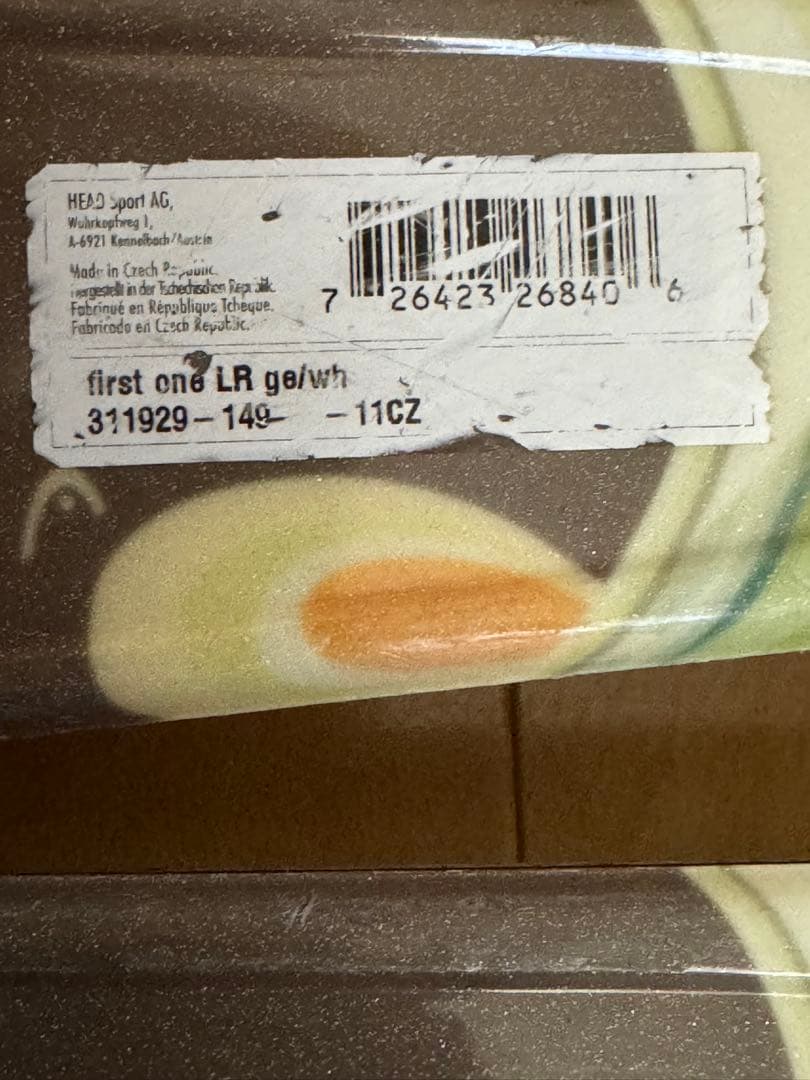 HEAD Sport AG,
Wuhrkopfweg 1,
A-6921 Kennelbach/Austria
Made in Czech Republic.
Hergestellt in der Tschechischen Republik.
Fabriqué en République Tcheque.
Fabricado en Czech Republic.
7 26423 26840 6
first one LR ge/wh
311929-149- -11CZ